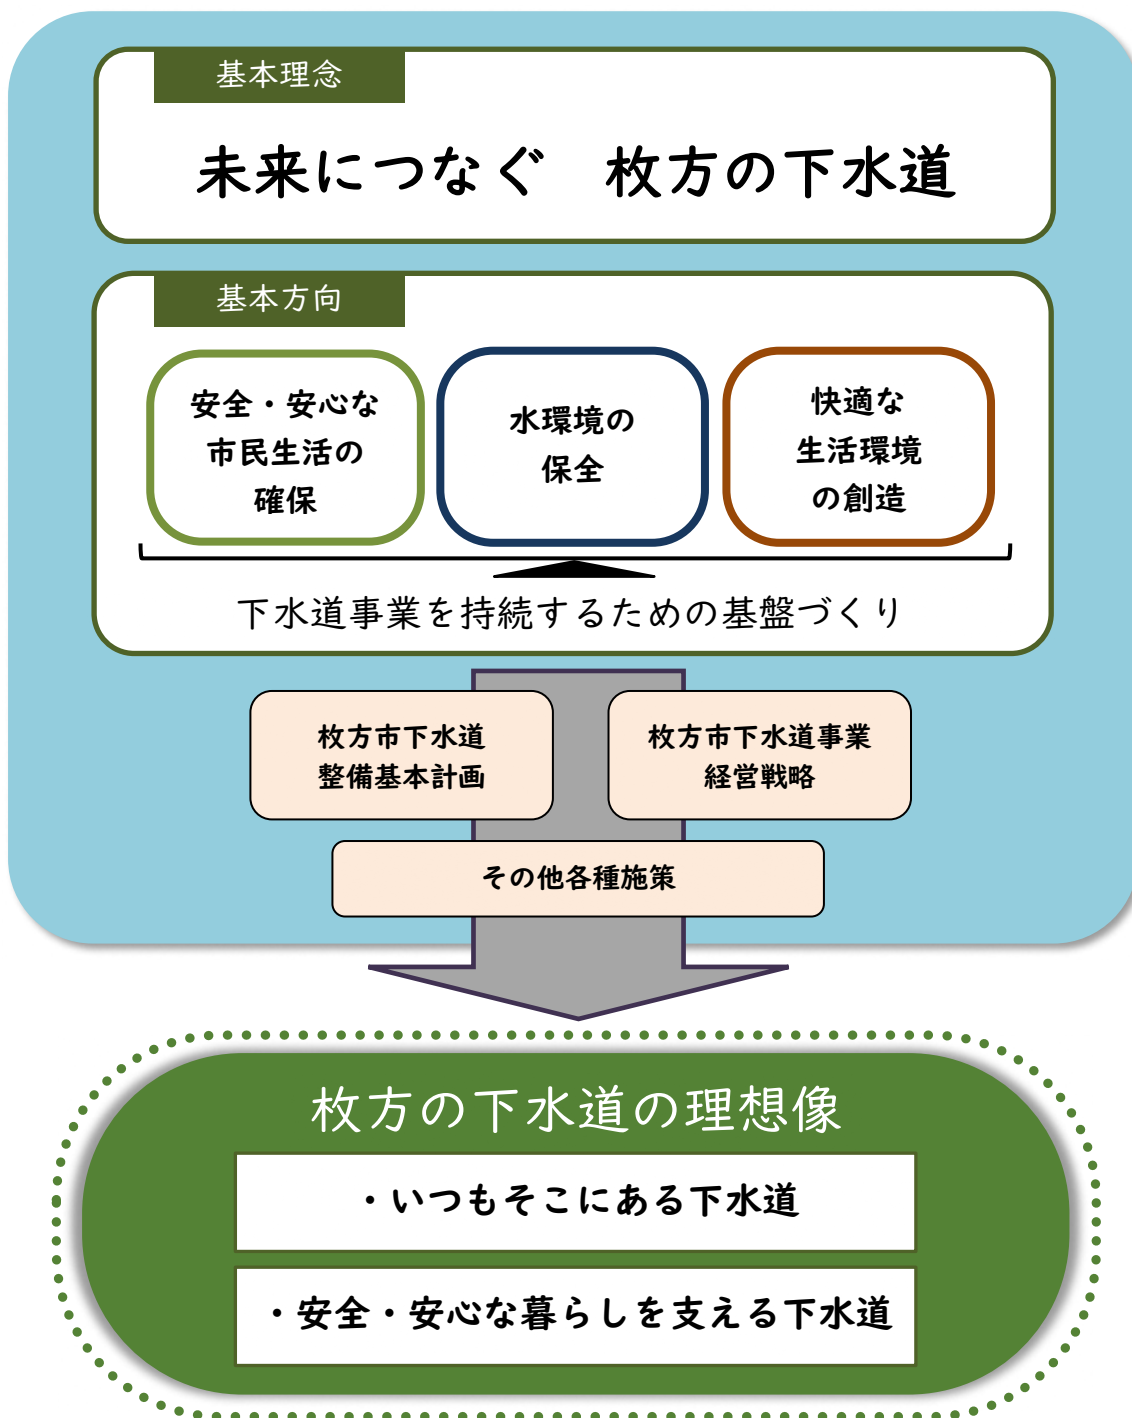 基本理念
未来につなぐ　枚方の下水道
基本方向
安全・安心な
市民生活の
確保
水環境の
保全
快適な
生活環境
の創造
下水道事業を持続するための基盤づくり
枚方市下水道
整備基本計画
枚方市下水道事業
経営戦略
その他各種施策
枚方の下水道の理想像
・いつもそこにある下水道
・安全・安心な暮らしを支える下水道